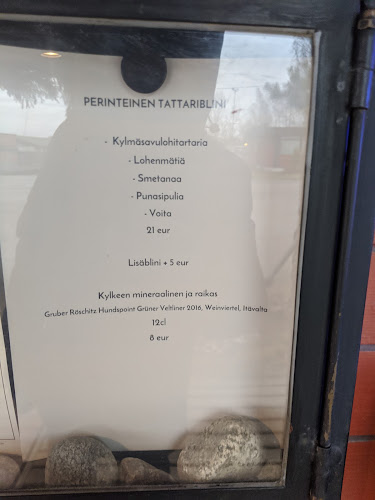 PERINTEINEN TATTARIBLINI
- Kylmäsavulohitartaria
- Lohenmätiä
- Smetanaa
- Punasipulia
- Voita
21 eur
Lisäblini + 5 eur
Kylkeen mineraalinen ja raikas
Gruber Röschitz Hundspoint Grüner Veltliner 2016, Weinviertel, Itävalta
12cl
8 eur